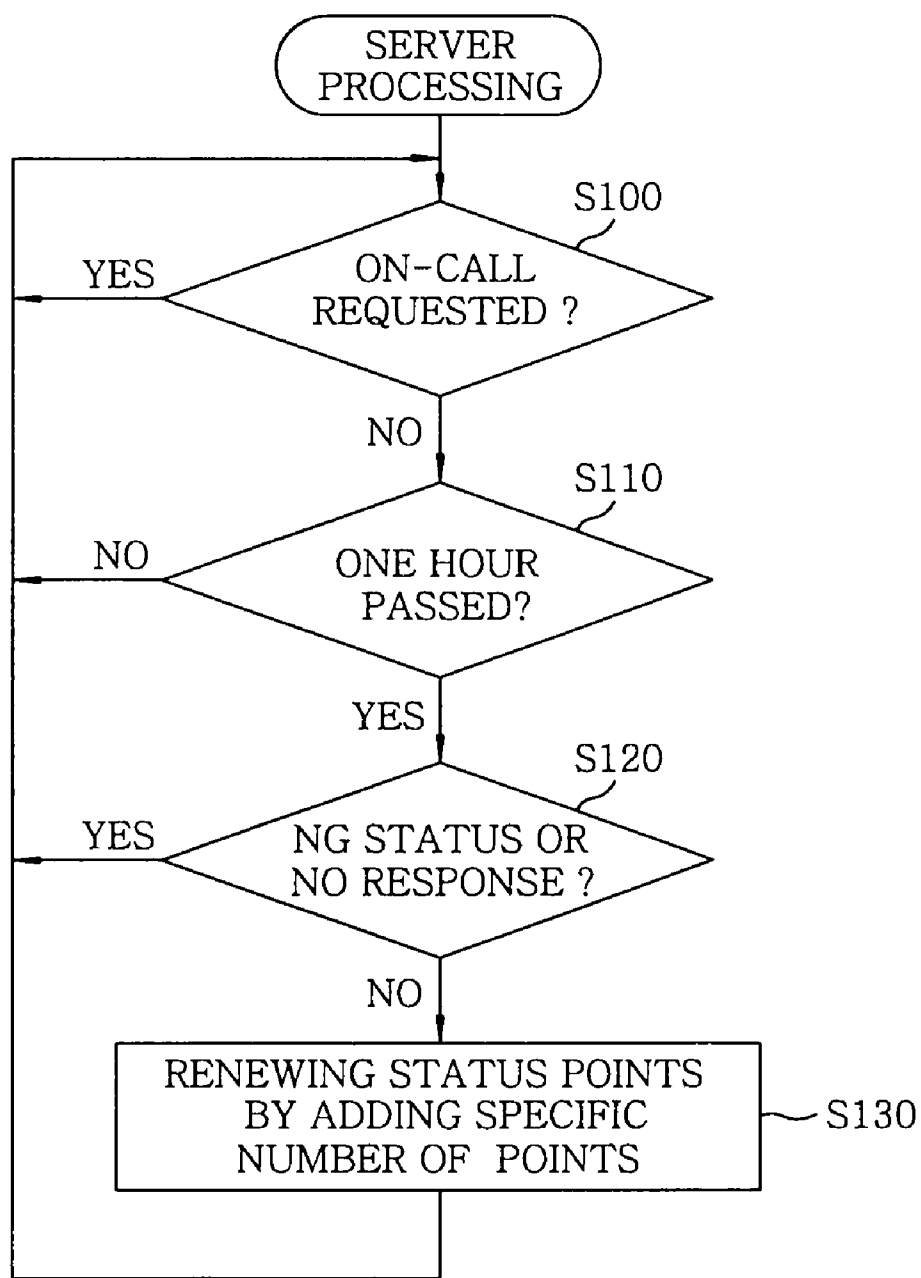 SERVER
PROCESSING
S100
YES
ON-CALL
REQUESTED ?
NO
S110
NO
ONE HOUR
PASSED?
YES
S120
YES
NG STATUS OR
NO RESPONSE ?
NO
RENEWING STATUS POINTS
BY ADDING SPECIFIC
NUMBER OF POINTS
S130